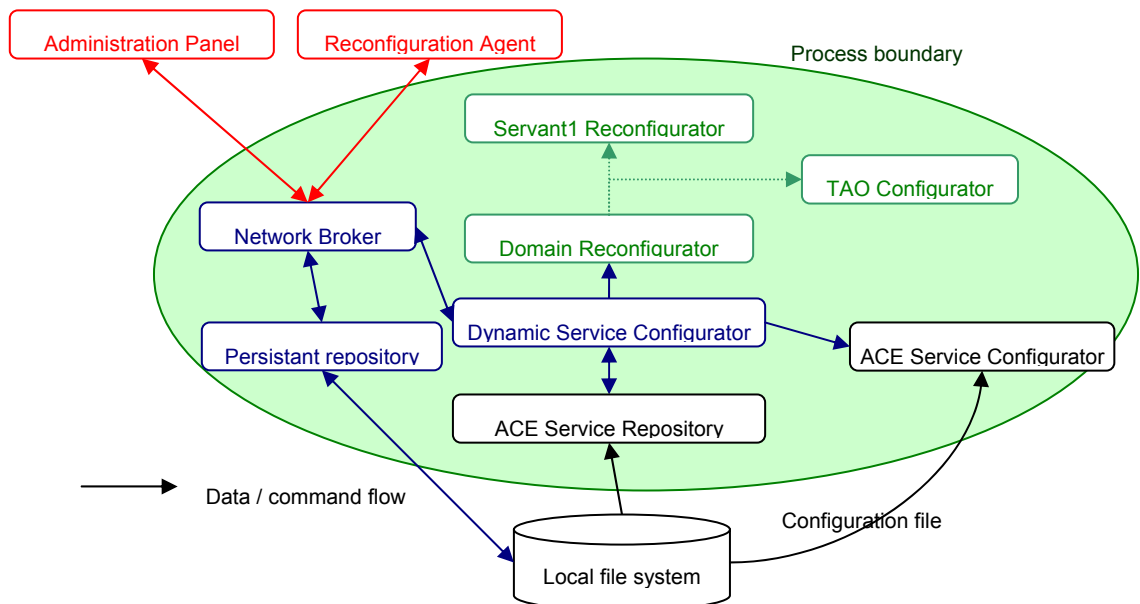 Administration Panel
Reconfiguration Agent
Process boundary
Servant1 Reconfigurator
TAO Configurator
Network Broker
Domain Reconfigurator
Dynamic Service Configurator
Persistant repository
ACE Service Configurator
ACE Service Repository
Data / command flow
Configuration file
Local file system